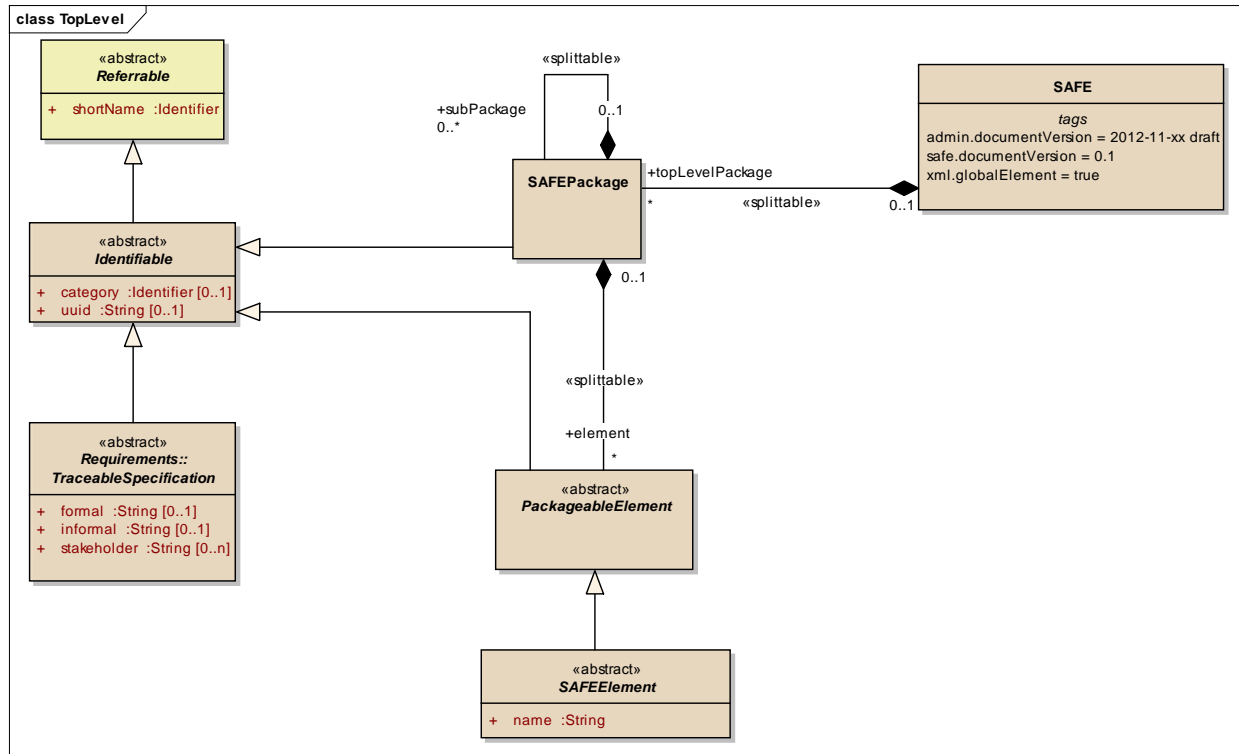 class TopLevel
«abstract»
Referrable
+ shortName :Identifier
«splittable»
+subPackage
0..*
0..1
SAFE
tags
admin.documentVersion = 2012-11-xx draft
safe.documentVersion = 0.1
xml.globalElement = true
SAFEPackage
+topLevelPackage
*
«splittable»
0..1
«abstract»
Identifiable
+ category :Identifier [0..1]
+ uuid :String [0..1]
0..1
«splittable»
+element
*
«abstract»
Requirements::
TraceableSpecification
+ formal :String [0..1]
+ informal :String [0..1]
+ stakeholder :String [0..n]
«abstract»
PackageableElement
«abstract»
SAFEElement
+ name :String